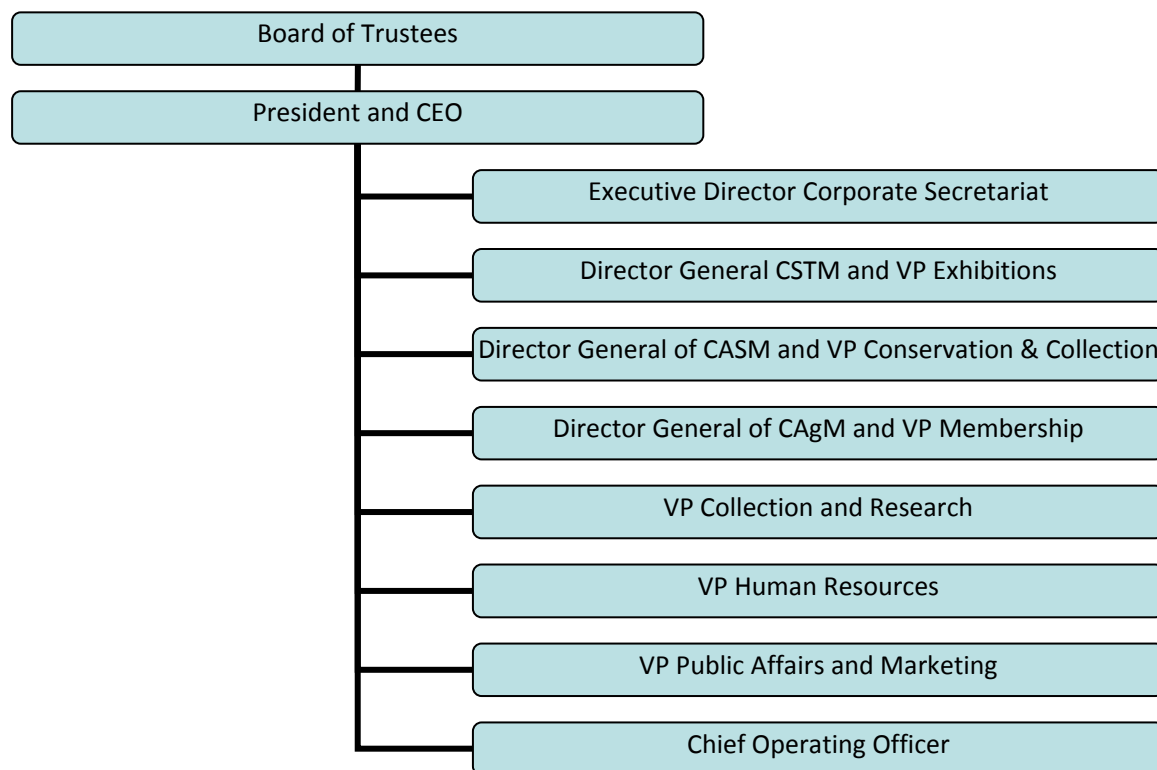 Board of Trustees
President and CEO
Executive Director Corporate Secretariat
Director General CSTM and VP Exhibitions
Director General of CASM and VP Conservation & Collection
Director General of CAgM and VP Membership
VP Collection and Research
VP Human Resources
VP Public Affairs and Marketing
Chief Operating Officer